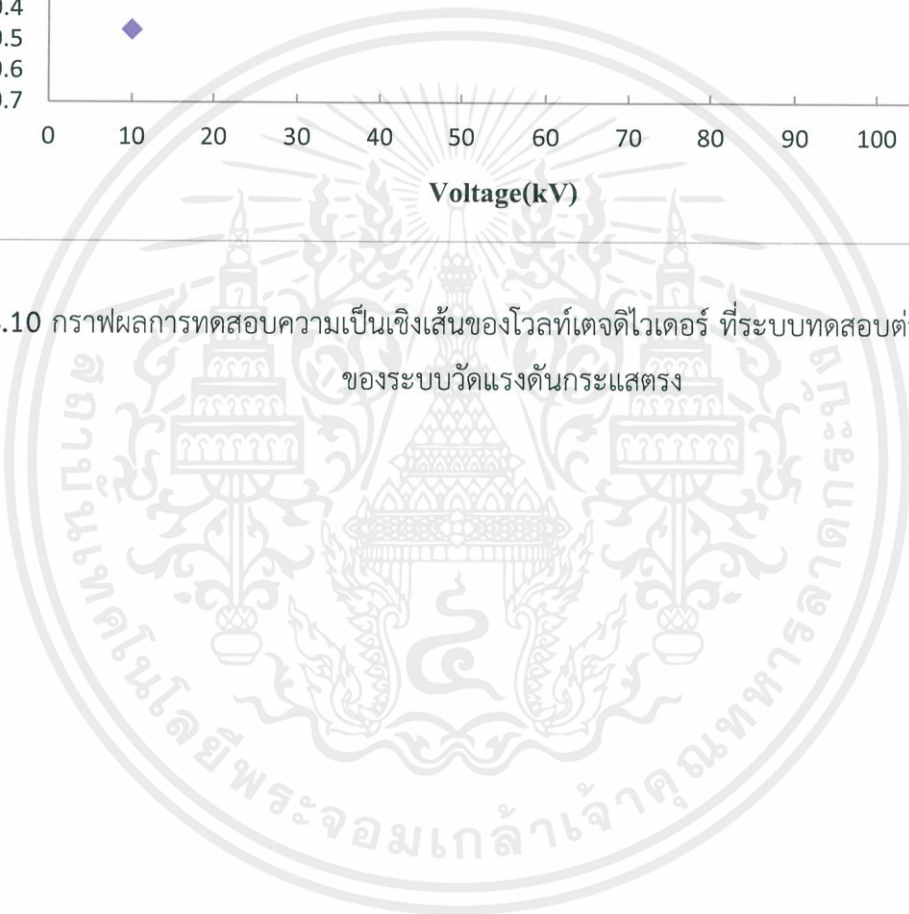 0.4
0.5
0.6
0.7
0 10 20 30 40 50 60 70 80 90 100
Voltage(kV)
.10 กราฟผลการทดสอบความเป็นเชิงเส้นของโวลท์เตจดิไวเดอร์ ที่ระบบทดสอบต่
ของระบบวัดแรงดันกระแสตรง
สถาบันเทคโนโลยีพระจอมเกล้าเจ้าคุณทหารลาดกระบัง